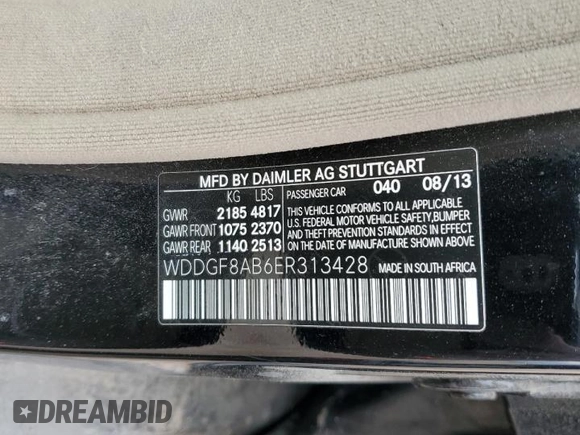 MFD BY DAIMLER AG STUTTGART
KG LBS
GVWR 2185 4817
GAWR FRONT 1075 2370
GAWR REAR 1140 2513
PASSENGER CAR 040 08/13
THIS VEHICLE CONFORMS TO ALL APPLICABLE
U.S. FEDERAL MOTOR VEHICLE SAFETY,BUMPER
AND THEFT PREVENTION STANDARDS IN EFFECT
ON THE DATE OF MANUFACTURE SHOWN ABOVE
WDDGF8AB6ER313428 MADE IN SOUTH AFRICA
DREAMBID